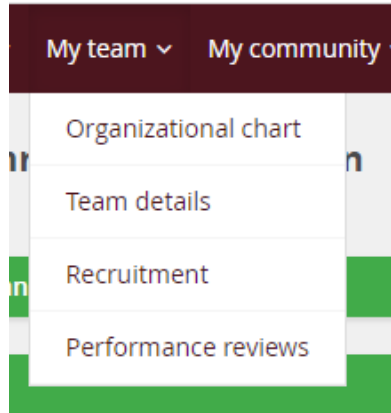 My team My community
Organizational chart
Team details
Recruitment
Performance reviews